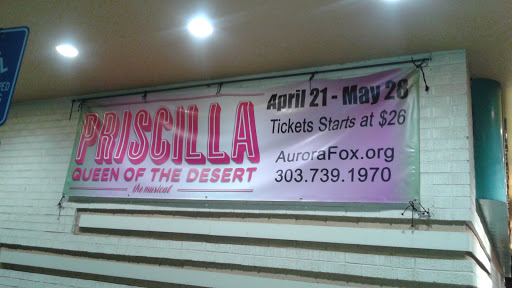 PRISCILLA
QUEEN OF THE DESERT
the musical
April 21 - May 28
Tickets Starts at $26
AuroraFox.org
303.739.1970